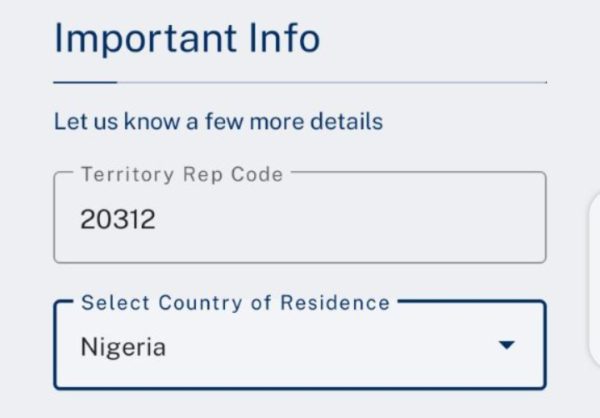 Important Info
Let us know a few more details
Territory Rep Code
20312
Select Country of Residence
Nigeria